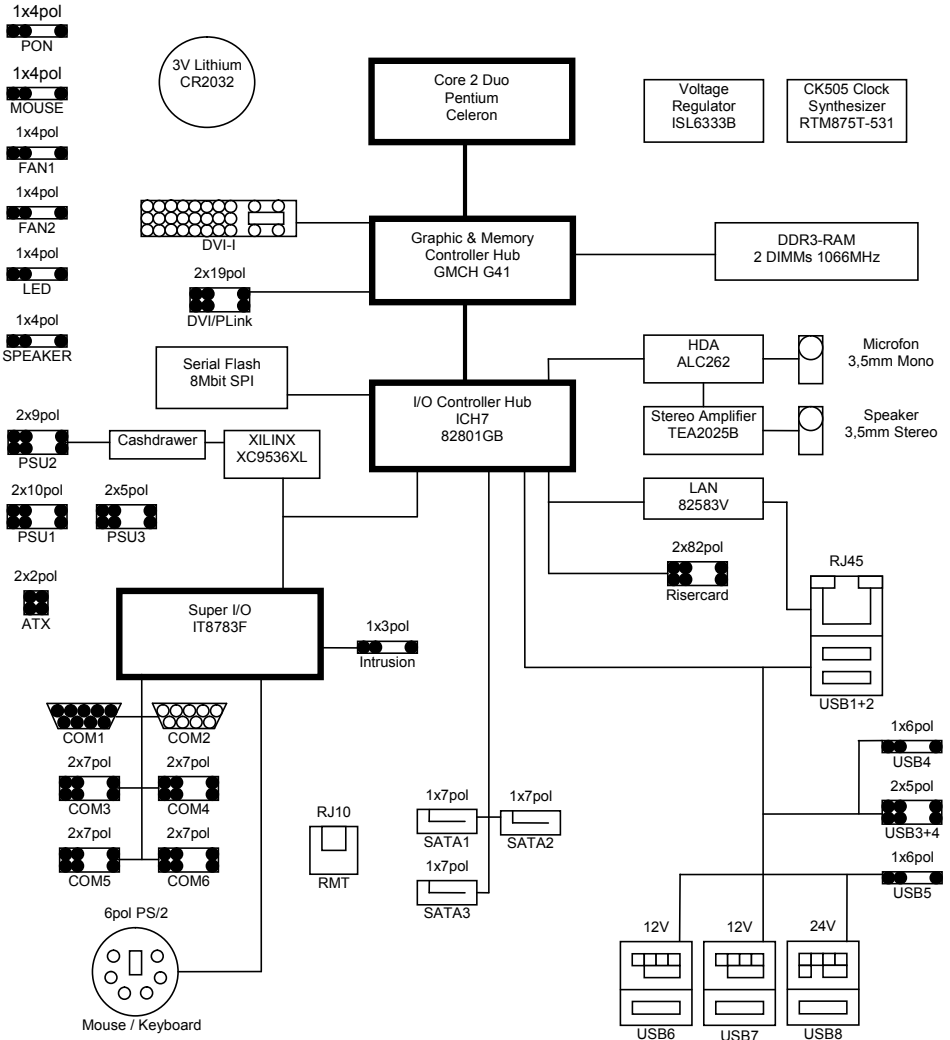 1x4pol
PON
1x4pol
MOUSE
1x4pol
FAN1
1x4pol
FAN2
1x4pol
LED
1x4pol
SPEAKER
3V Lithium
CR2032
Core 2 Duo
Pentium
Celeron
Voltage
Regulator
ISL6333B
CK505 Clock
Synthesizer
RTM875T-531
DVI-I
Graphic & Memory
Controller Hub
GMCH G41
DDR3-RAM
2 DIMMs 1066MHz
2x19pol
DVI/PLink
Serial Flash
8Mbit SPI
I/O Controller Hub
ICH7
82801GB
HDA
ALC262
Microfon
3,5mm Mono
Stereo Amplifier
TEA2025B
Speaker
3,5mm Stereo
2x9pol
PSU2
Cashdrawer
XILINX
XC9536XL
2x10pol
PSU1
2x5pol
PSU3
LAN
82583V
2x82pol
Risercard
RJ45
USB1+2
2x2pol
ATX
Super I/O
IT8783F
1x3pol
Intrusion
COM1
COM2
2x7pol
COM3
2x7pol
COM4
2x7pol
COM5
2x7pol
COM6
RJ10
RMT
1x7pol
SATA1
1x7pol
SATA2
1x7pol
SATA3
1x6pol
USB4
2x5pol
USB3+4
1x6pol
USB5
6pol PS/2
Mouse / Keyboard
12V
USB6
12V
USB7
24V
USB8